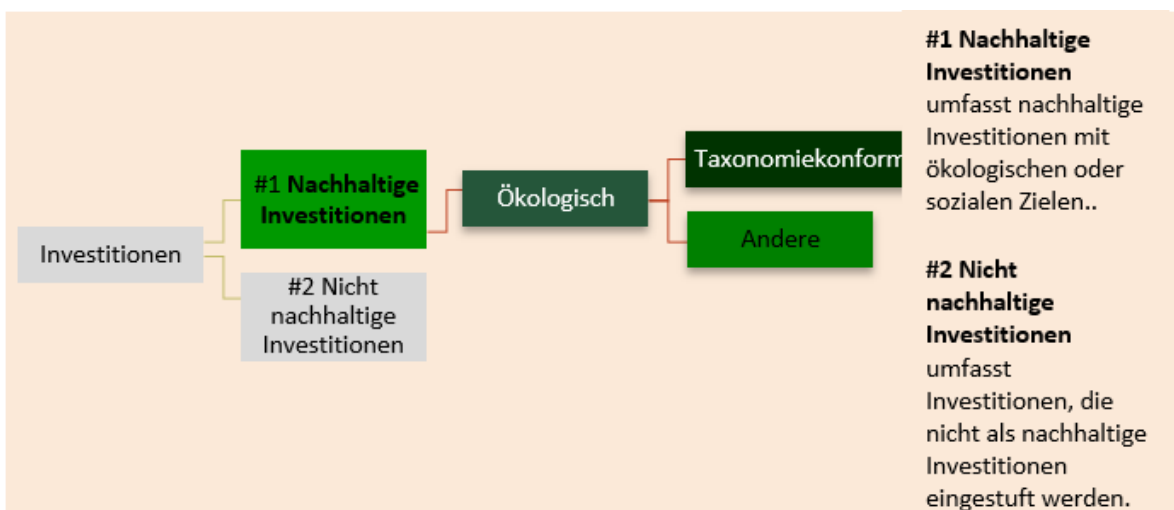 Investitionen
#1 Nachhaltige
Investitionen
#2 Nicht
nachhaltige
Investitionen
Ökologisch
Taxonomiekonform
Andere
#1 Nachhaltige
Investitionen
umfasst nachhaltige
Investitionen mit
ökologischen oder
sozialen Zielen..
#2 Nicht
nachhaltige
Investitionen
umfasst
Investitionen, die
nicht als nachhaltige
Investitionen
eingestuft werden.